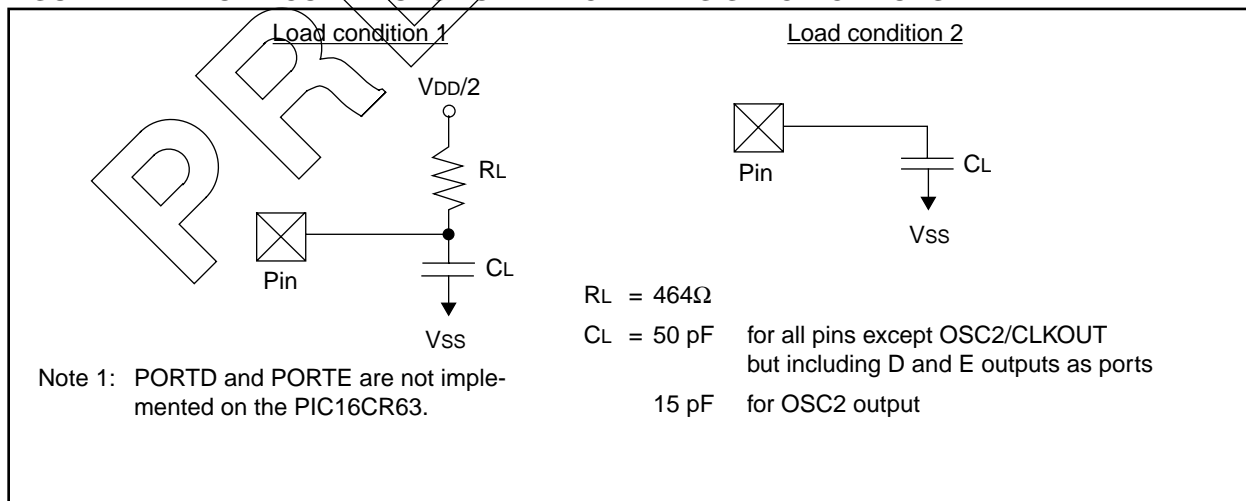 Load condition 1
VDD/2
RL
Pin
CL
VSS
Note 1: PORTD and PORTE are not imple-
mented on the PIC16CR63.
Load condition 2
Pin
CL
VSS
RL = 464Ω
CL = 50 pF for all pins except OSC2/CLKOUT
but including D and E outputs as ports
15 pF for OSC2 output